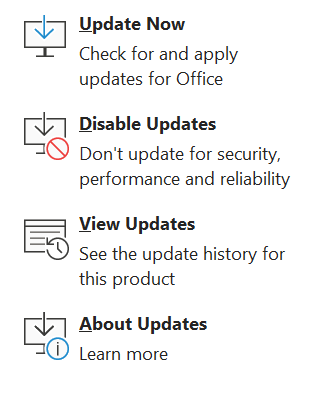 Update Now
Check for and apply
updates for Office
Disable Updates
Don't update for security,
performance and reliability
View Updates
See the update history for
this product
About Updates
Learn more